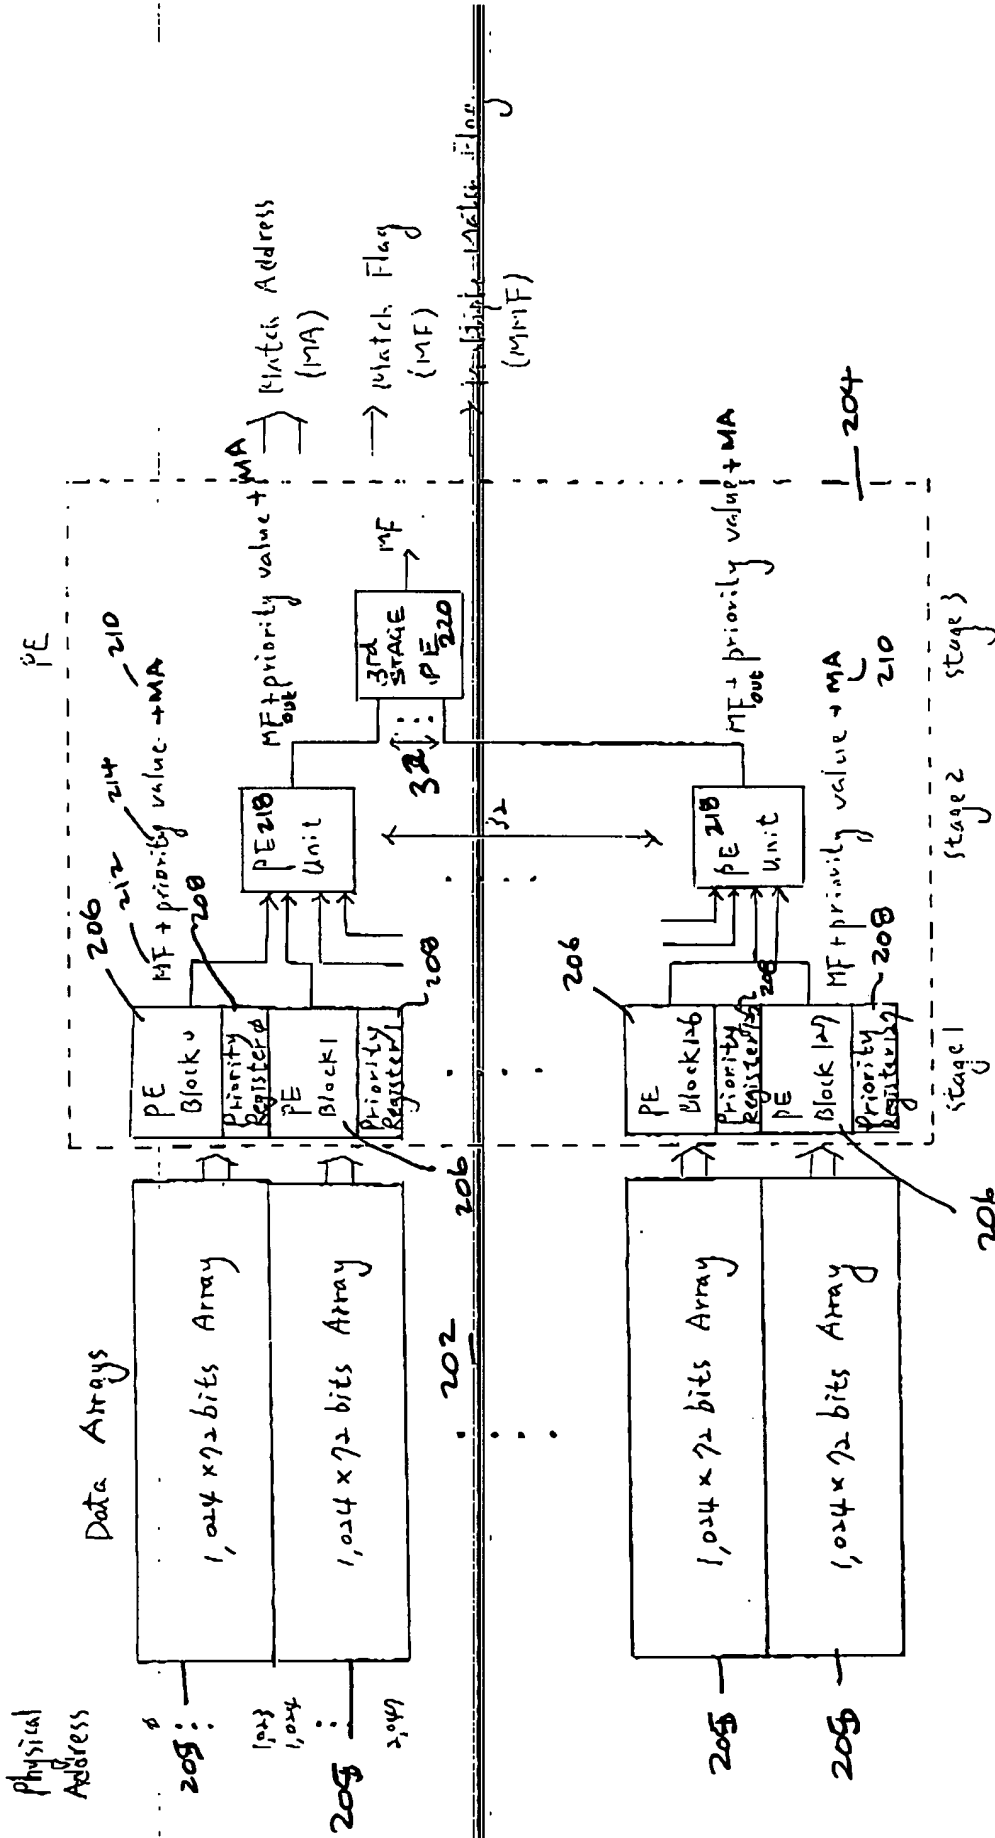 Physical
Address
Data Arrays
PE
φ
205
1,023
1,024
205
2,047
1,024 x 72 bits Array
1,024 x 72 bits Array
202
1,024 x 72 bits Array
1,024 x 72 bits Array
205
205
206
212
214
210
MF + priority value + MA
208
PE
Block 0
Priority
Register φ
PE
Block 1
Priority
Register 1
208
206
206
PE
Block 126
Priority
Register
208
PE
Block 127
Priority
Register 127
208
206
MF + priority value + MA
210
PE 218
Unit
32
PE 218
Unit
MF + priority value + MA
out
32
3rd
STAGE
PE 220
MF
MF + priority value + MA
out
Match Address
(MA)
Match Flag
(MF)
Match Flag
(MMF)
204
Stage 1
Stage 2
Stage 3